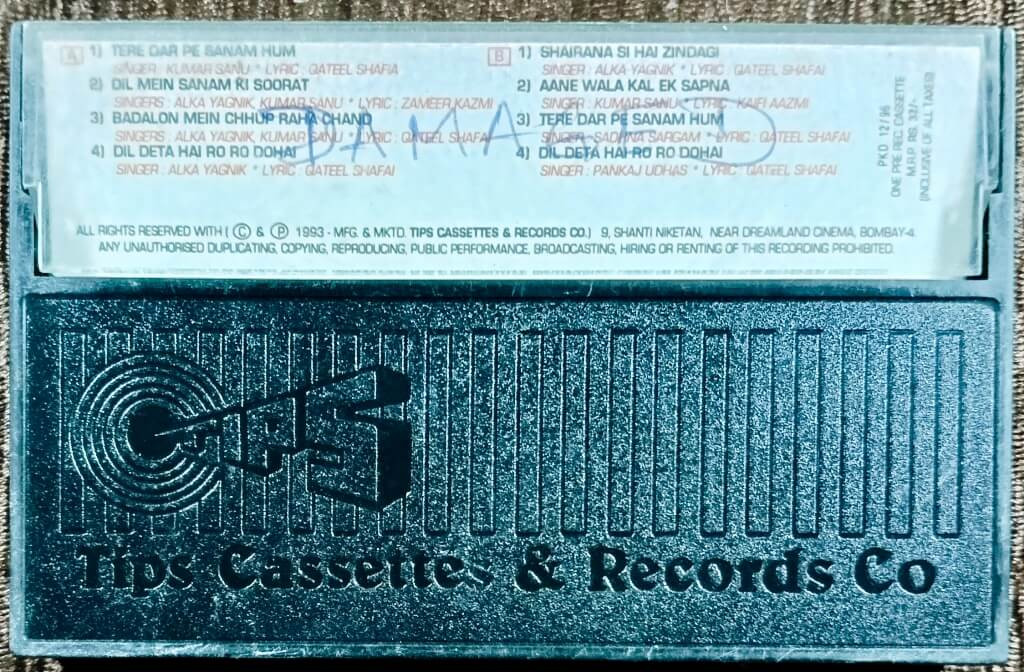 A 1) TERE DAR PE SANAM HUM
SINGER : KUMAR SANU * LYRIC : QATEEL SHAFIA
2) DIL MEIN SANAM KI SOORAT
SINGERS : ALKA YAGNIK, KUMAR SANU * LYRIC : ZAMEER KAZMI
3) BADALON MEIN CHHUP RAHA CHAND
SINGERS : ALKA YAGNIK, KUMAR SANU * LYRIC : QATEEL SHAFAI
4) DIL DETA HAI RO RO DOHAI
SINGER : ALKA YAGNIK * LYRIC : QATEEL SHAFAI
B 1) SHAIRANA SI HAI ZINDAGI
SINGER : ALKA YAGNIK * LYRIC : QATEEL SHAFAI
2) AANE WALA KAL EK SAPNA
SINGER : KUMAR SANU * LYRIC : KAIFI AAZMI
3) TERE DAR PE SANAM HUM
SINGER : SADHNA SARGAM * LYRIC : QATEEL SHAFAI
4) DIL DETA HAI RO RO DOHAI
SINGER : PANKAJ UDHAS * LYRIC : QATEEL SHAFAI
DAMAGED
PKD 12/96
ONE PRE REC CASSETTE
M.R.P. RS. 32/-
(INCLUSIVE OF ALL TAXES)
ALL RIGHTS RESERVED WITH ( © & ℗ 1993 - MFG. & MKTD. TIPS CASSETTES & RECORDS CO.) 9, SHANTI NIKETAN, NEAR DREAMLAND CINEMA, BOMBAY-4.
ANY UNAUTHORISED DUPLICATING, COPYING, REPRODUCING, PUBLIC PERFORMANCE, BROADCASTING, HIRING OR RENTING OF THIS RECORDING PROHIBITED.
TIPS
Tips Cassettes & Records Co